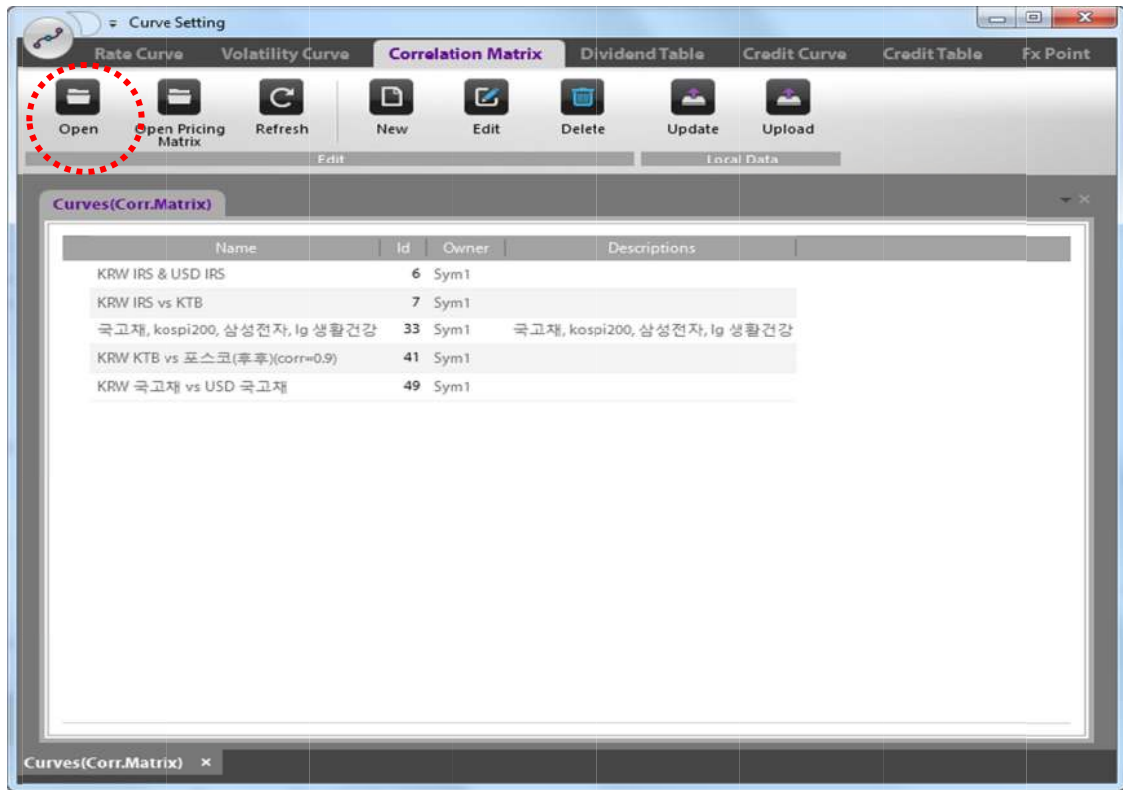 Curve Setting
Rate Curve Volatility Curve Correlation Matrix Dividend Table Credit Curve Credit Table Fx Point
Open Open Pricing Matrix Refresh New Edit Delete Update Upload
Edit Local Data
Curves(Corr.Matrix)
Name Id Owner Descriptions
KRW IRS & USD IRS 6 Sym1
KRW IRS vs KTB 7 Sym1
국고채, kospi200, 삼성전자, lg 생활건강 33 Sym1 국고채, kospi200, 삼성전자, lg 생활건강
KRW KTB vs 포스코(후후)(corr=0.9) 41 Sym1
KRW 국고채 vs USD 국고채 49 Sym1
Curves(Corr.Matrix) ×